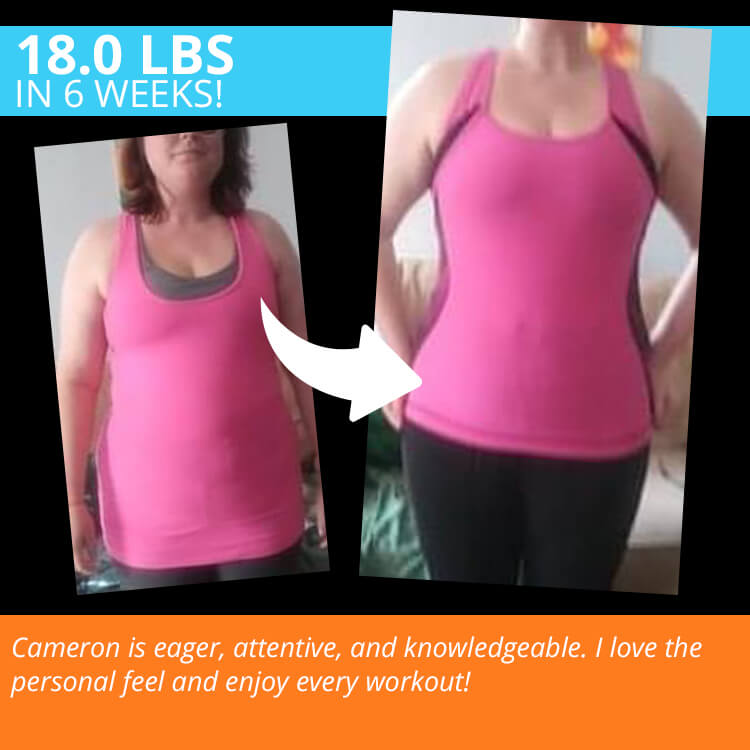 18.0 LBS
IN 6 WEEKS!
Cameron is eager, attentive, and knowledgeable. I love the
personal feel and enjoy every workout!